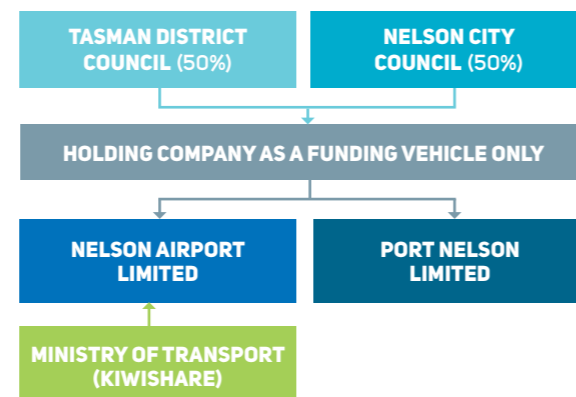 TASMAN DISTRICT
COUNCIL (50%)
NELSON CITY
COUNCIL (50%)
HOLDING COMPANY AS A FUNDING VEHICLE ONLY
NELSON AIRPORT
LIMITED
PORT NELSON
LIMITED
MINISTRY OF TRANSPORT
(KIWISHARE)